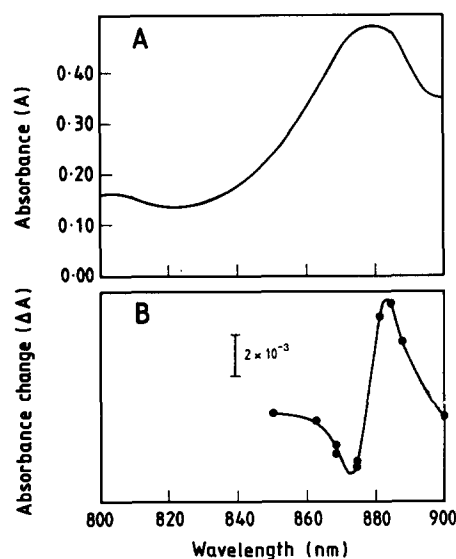 A
Absorbance (A)
0·40
0·30
0·20
0·10
0·00
B
Absorbance change (ΔA)
2 × 10⁻³
800 820 840 860 880 900
Wavelength (nm)